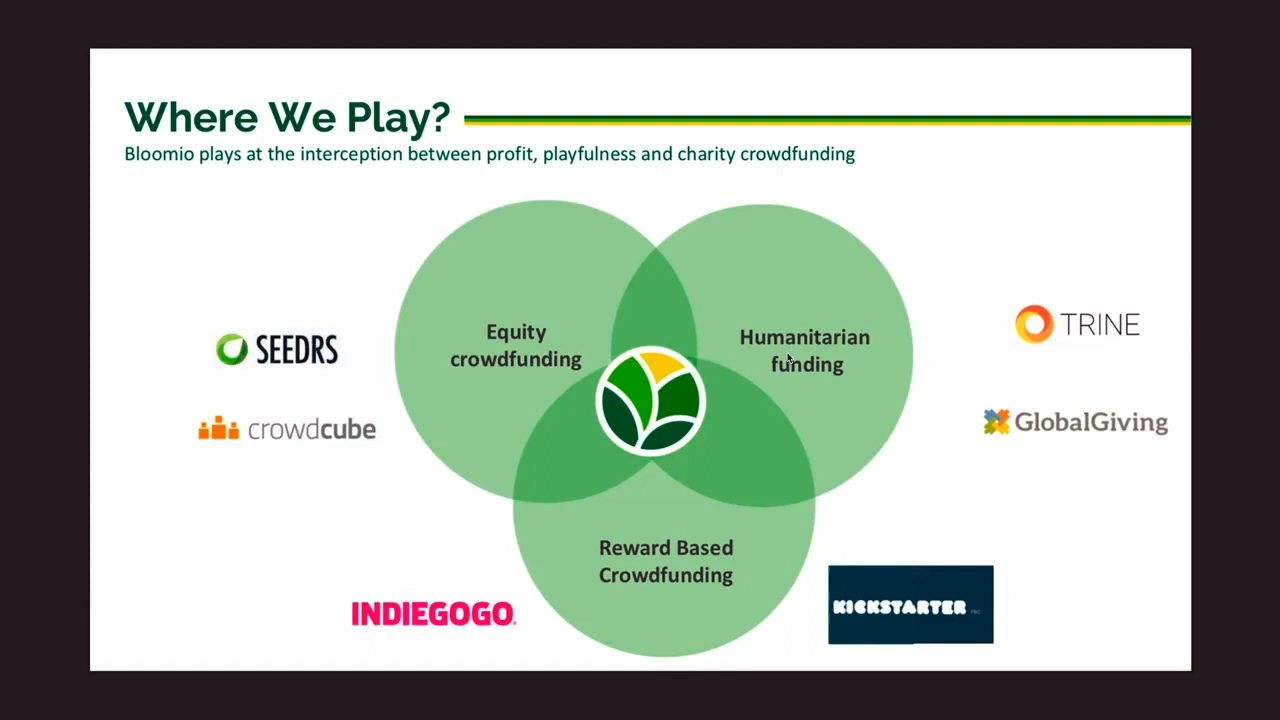 Where We Play?
Bloomio plays at the interception between profit, playfulness and charity crowdfunding
Equity
crowdfunding
Humanitarian
funding
SEEDRS
crowdcube
TRINE
GlobalGiving
Reward Based
Crowdfunding
INDIEGOGO
KICKSTARTER